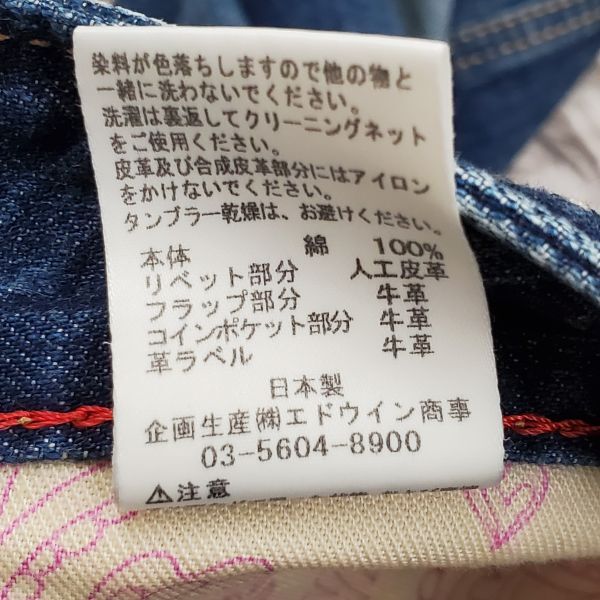 染料が色落ちしますので他の物と
一緒に洗わないでください。
洗濯は裏返してクリーニングネット
をご使用ください。
皮革及び合成皮革部分にはアイロン
をかけないでください。
タンブラー乾燥は、お避けください。
本体 綿 100%
リベット部分 人工皮革
フラップ部分 牛革
コインポケット部分 牛革
革ラベル 牛革
日本製
企画生産㈱エドウイン商事
03-5604-8900
⚠注意